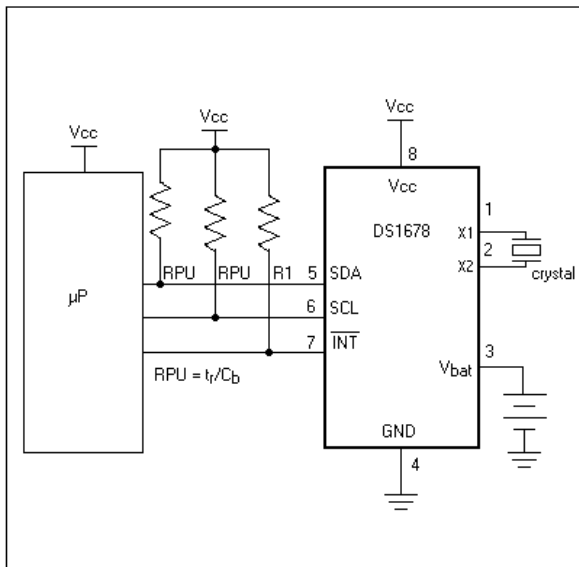 Vcc
Vcc
Vcc
8
Vcc
1
DS1678
X1
2
X2
crystal
RPU
RPU
R1
5
SDA
μP
6
SCL
7
INT
3
RPU = tr/Cb
Vbat
GND
4